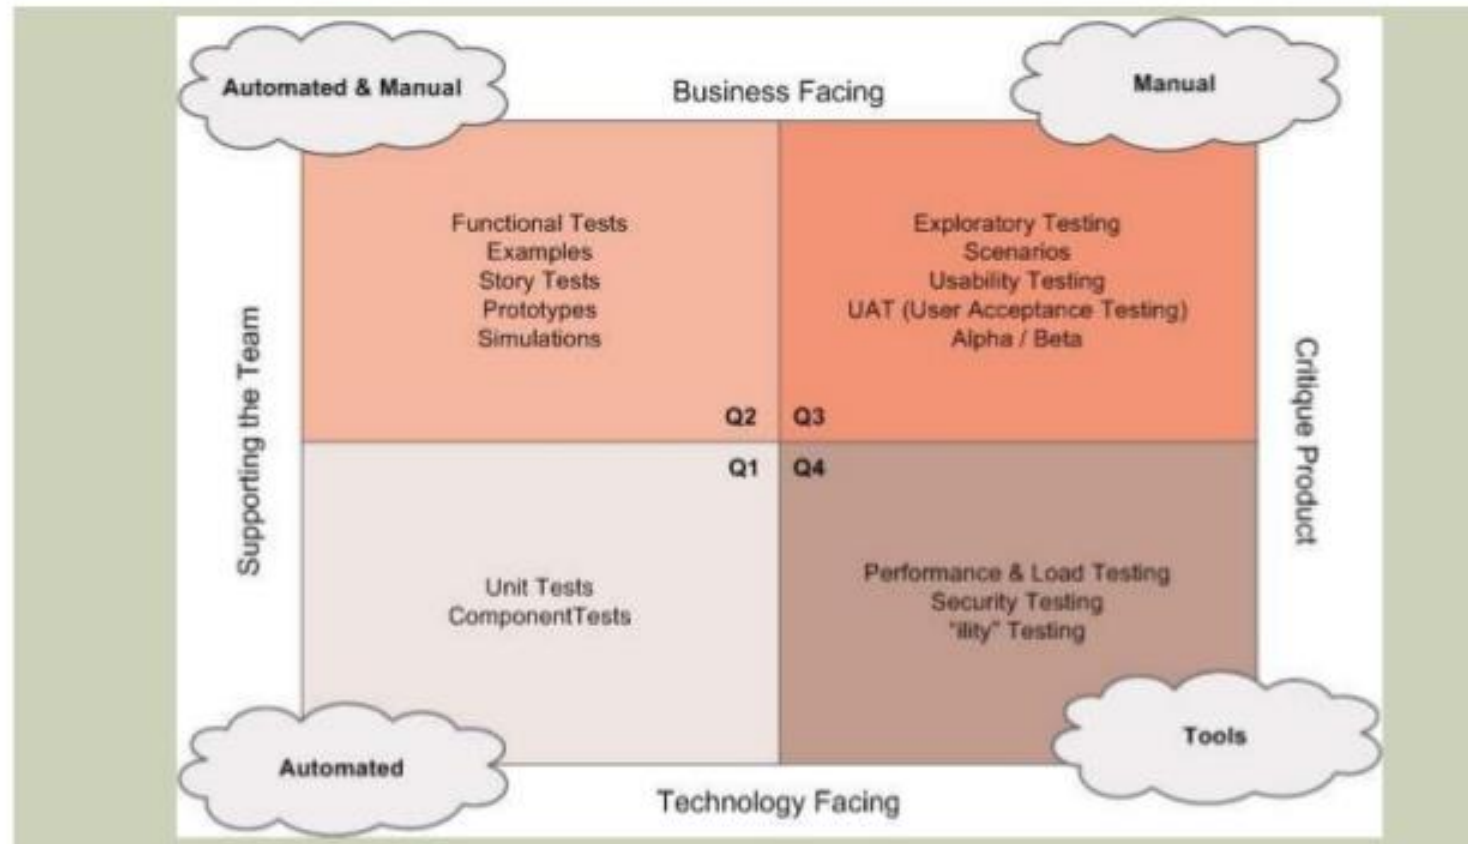 Automated & Manual
Business Facing
Manual
Functional Tests
Examples
Story Tests
Prototypes
Simulations
Exploratory Testing
Scenarios
Usability Testing
UAT (User Acceptance Testing)
Alpha / Beta
Supporting the Team
Critique Product
Q2
Q3
Q1
Q4
Unit Tests
ComponentTests
Performance & Load Testing
Security Testing
"ility" Testing
Automated
Tools
Technology Facing